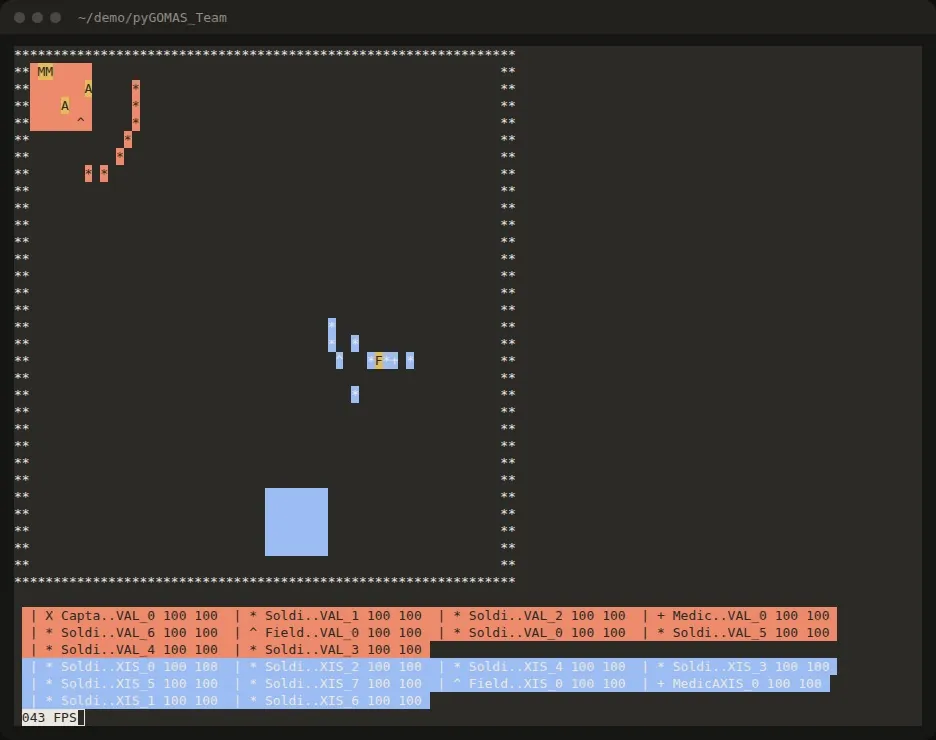 ~/demo/pyGOMAS_Team
****************************************************************
** MM **
** A * **
** A * **
** ^ * **
** * **
** * **
** * * **
** **
** **
** **
** **
** **
** **
** **
** **
** * **
** * * **
** ^ *F*+ * **
** **
** * **
** **
** **
** **
** **
** **
** **
** **
** **
** **
** **
****************************************************************
| X Capta..VAL_0 100 100 | * Soldi..VAL_1 100 100 | * Soldi..VAL_2 100 100 | + Medic..VAL_0 100 100
| * Soldi..VAL_6 100 100 | ^ Field..VAL_0 100 100 | * Soldi..VAL_0 100 100 | * Soldi..VAL_5 100 100
| * Soldi..VAL_4 100 100 | * Soldi..VAL_3 100 100
| * Soldi..XIS_0 100 100 | * Soldi..XIS_2 100 100 | * Soldi..XIS_4 100 100 | * Soldi..XIS_3 100 100
| * Soldi..XIS_5 100 100 | * Soldi..XIS_7 100 100 | ^ Field..XIS_0 100 100 | + MedicAXIS_0 100 100
| * Soldi..XIS_1 100 100 | * Soldi..XIS_6 100 100
043 FPS